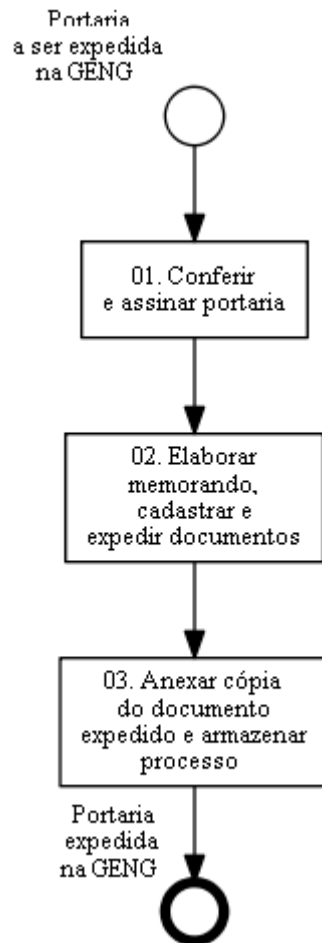 Portaria
a ser expedida
na GENG
01. Conferir
e assinar portaria
02. Elaborar
memorando,
cadastrar e
expedir documentos
03. Anexar cópia
do documento
expedido e armazenar
processo
Portaria
expedida
na GENG